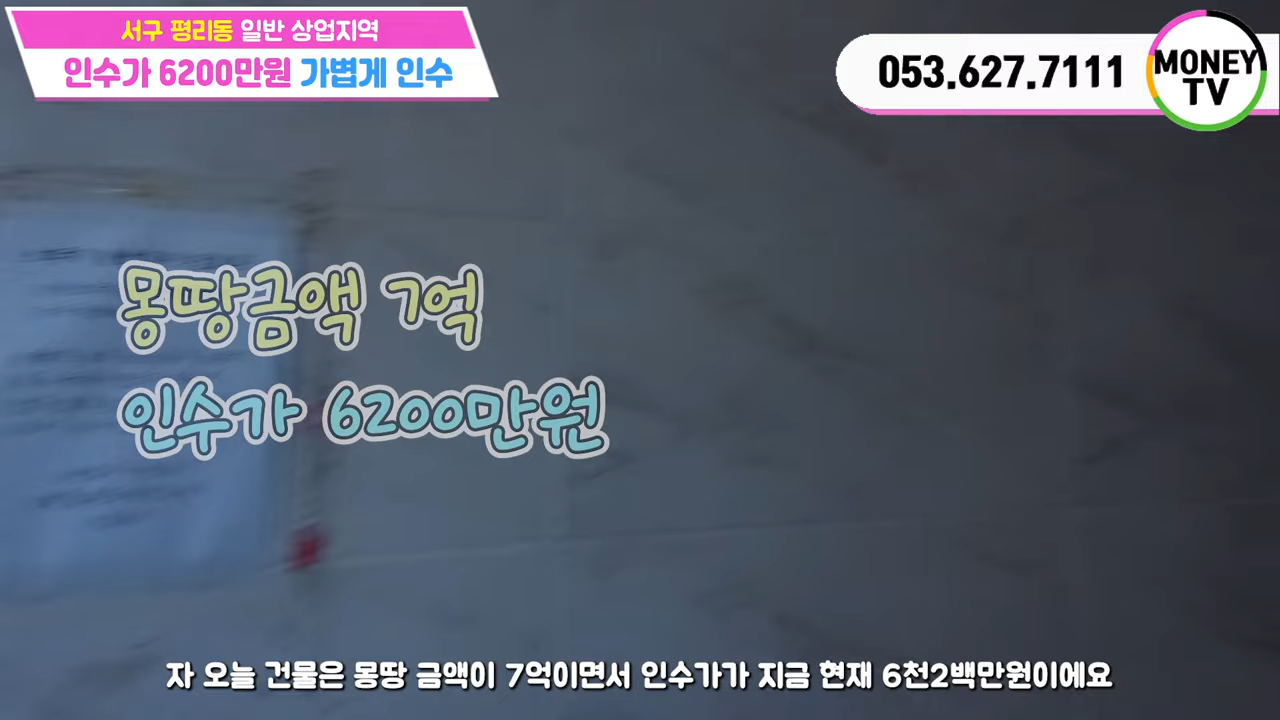 서구 평리동 일반 상업지역
인수가 6200만원 가볍게 인수
053.627.7111
MONEY
TV
몽땅금액 7억
인수가 6200만원
자 오늘 건물은 몽땅 금액이 7억이면서 인수가가 지금 현재 6천2백만원이에요